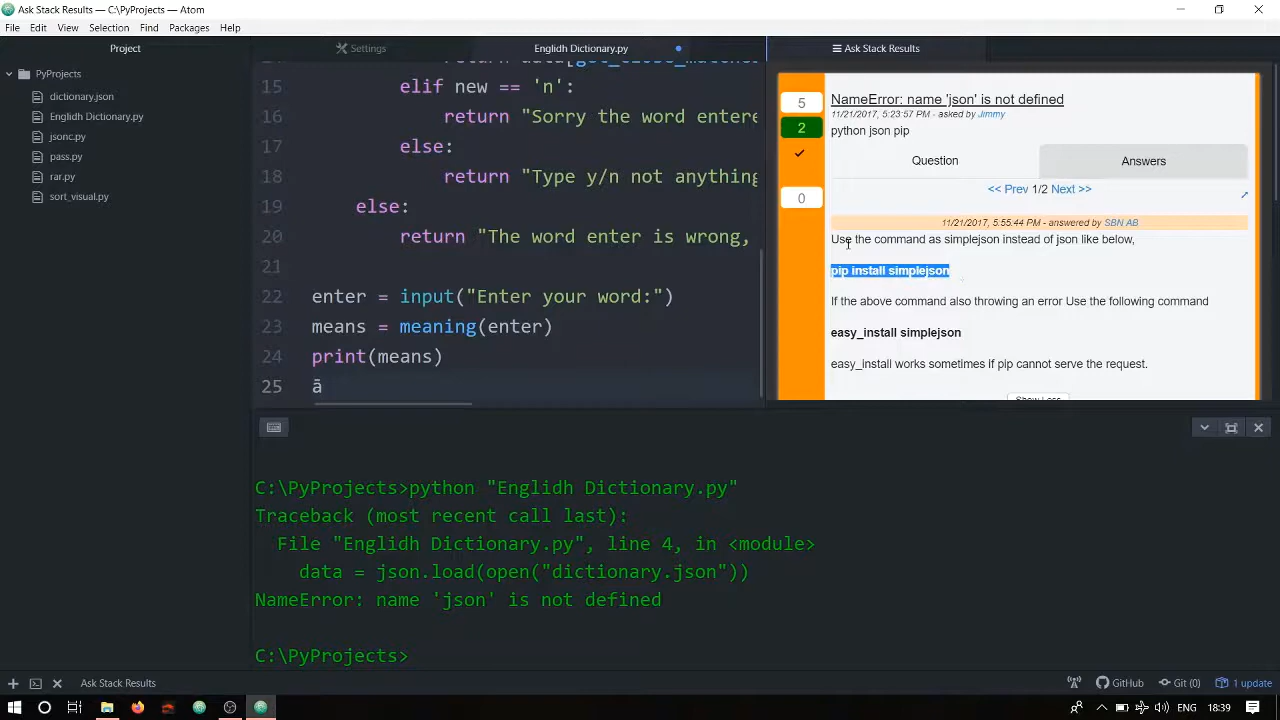 Ask Stack Results — C:\PyProjects — Atom
File Edit View Selection Find Packages Help
Project
Settings
Englidh Dictionary.py
Ask Stack Results
PyProjects
dictionary.json
Englidh Dictionary.py
jsonc.py
pass.py
rar.py
sort_visual.py
15 elif new == 'n':
16 return "Sorry the word entere
17 else:
18 return "Type y/n not anything
19 else:
20 return "The word enter is wrong,
21
22 enter = input("Enter your word:")
23 means = meaning(enter)
24 print(means)
25 ā
5
2
0
NameError: name 'json' is not defined
11/21/2017, 5:23:57 PM - asked by Jimmy
python json pip
Question Answers
<< Prev 1/2 Next >>
11/21/2017, 5:55:44 PM - answered by SBN AB
Use the command as simplejson instead of json like below,
pip install simplejson
If the above command also throwing an error Use the following command
easy_install simplejson
easy_install works sometimes if pip cannot serve the request.
Show Less
C:\PyProjects>python "Englidh Dictionary.py"
Traceback (most recent call last):
File "Englidh Dictionary.py", line 4, in <module>
data = json.load(open("dictionary.json"))
NameError: name 'json' is not defined
C:\PyProjects>
Ask Stack Results
GitHub Git (0) 1 update
ENG 18:39